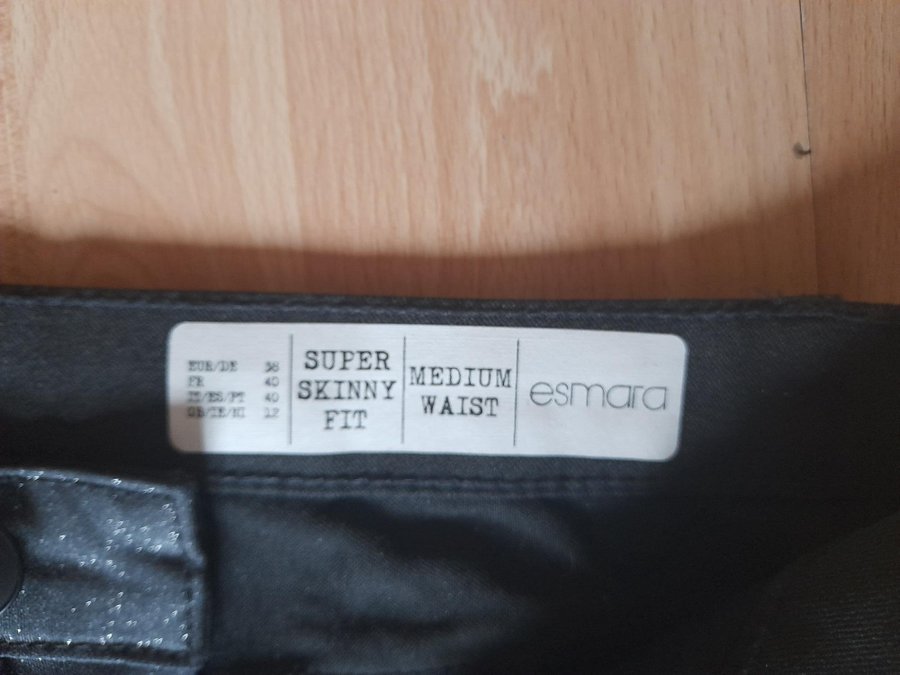 EUR/DE 38
FR 40
IT/ES/PT 40
GB/IE/NI 12
SUPER
SKINNY
FIT
MEDIUM
WAIST
esmara